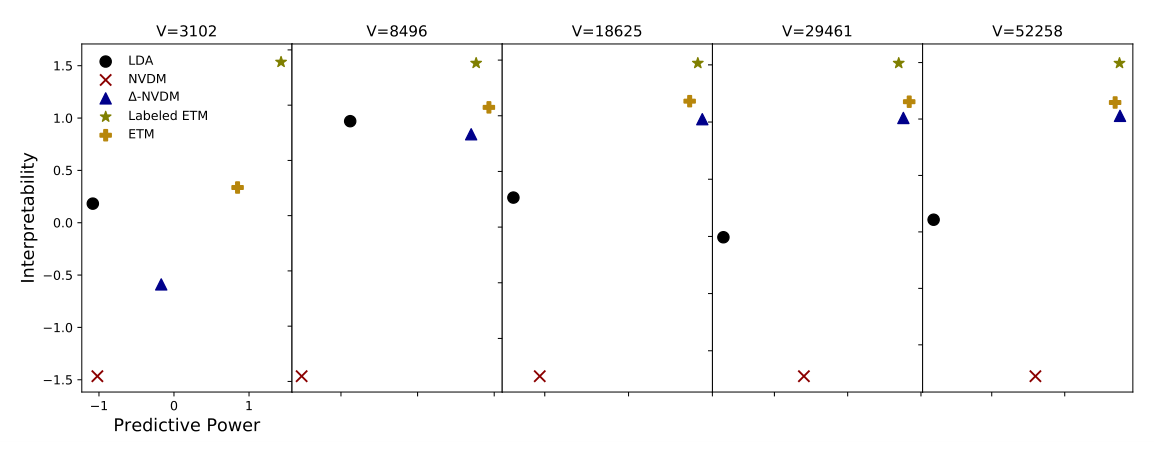 V=3102
V=8496
V=18625
V=29461
V=52258
LDA
NVDM
Δ-NVDM
Labeled ETM
ETM
1.5
1.0
0.5
0.0
−0.5
−1.0
−1.5
Interpretability
−1
0
1
Predictive Power